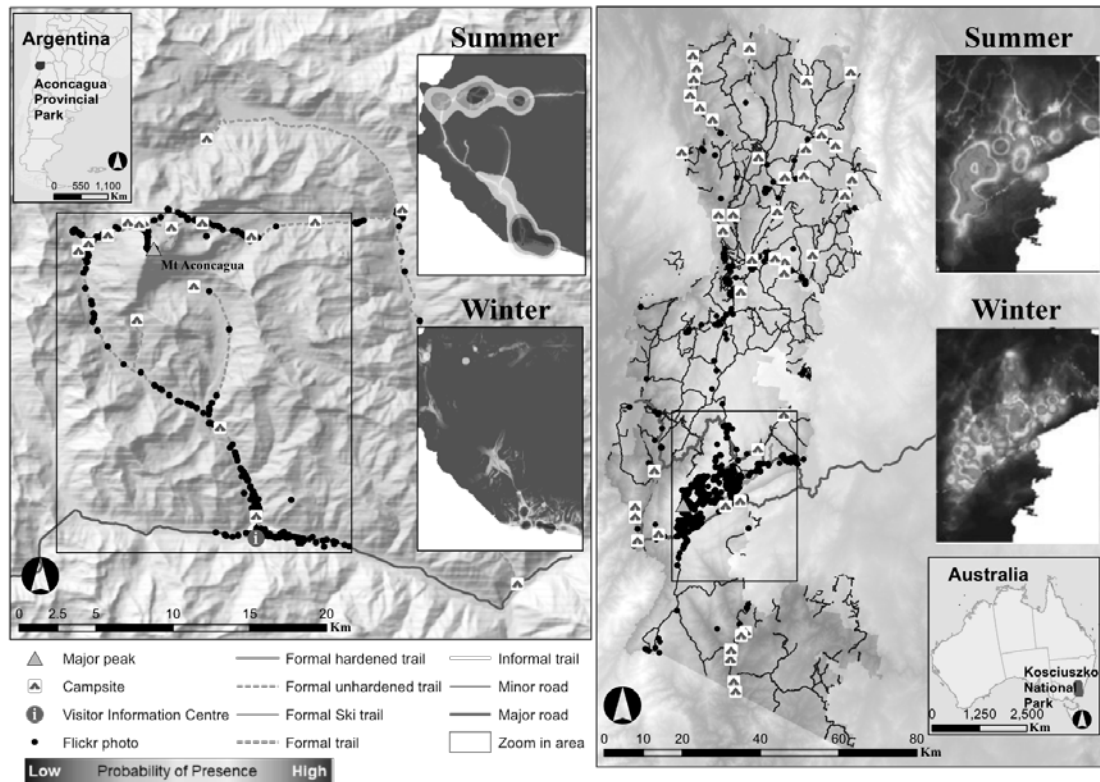 Argentina
Aconcagua
Provincial
Park
0 550 1,100
Km
Summer
Mt Aconcagua
Winter
0 2.5 5 10 15 20
Km
Major peak
Campsite
Visitor Information Centre
Flickr photo
Formal hardened trail
Formal unhardened trail
Formal Ski trail
Formal trail
Informal trail
Minor road
Major road
Zoom in area
Low Probability of Presence High
Summer
Winter
Australia
Kosciuszko
National
Park
0 1,250 2,500
Km
0 10 20 40 60 80
Km